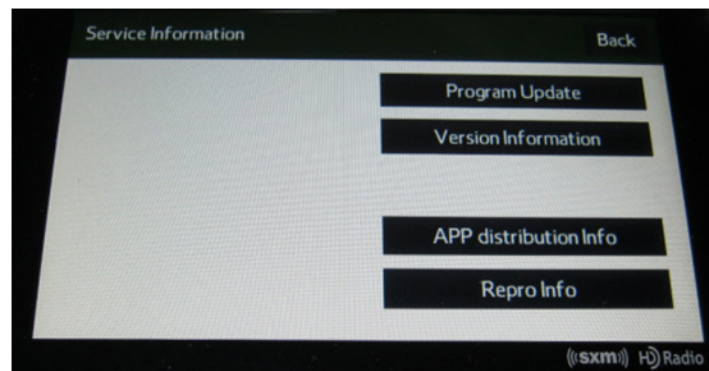 Service Information
Back
Program Update
Version Information
APP distribution Info
Repro Info
((sxm)) HD Radio